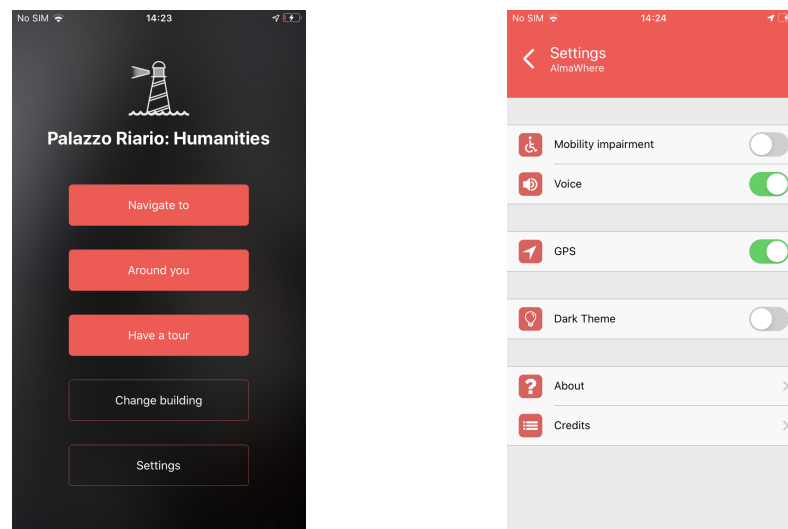 No SIM 14:23
Palazzo Riario: Humanities
Navigate to
Around you
Have a tour
Change building
Settings
No SIM 14:24
Settings
AlmaWhere
Mobility impairment
Voice
GPS
Dark Theme
About
Credits